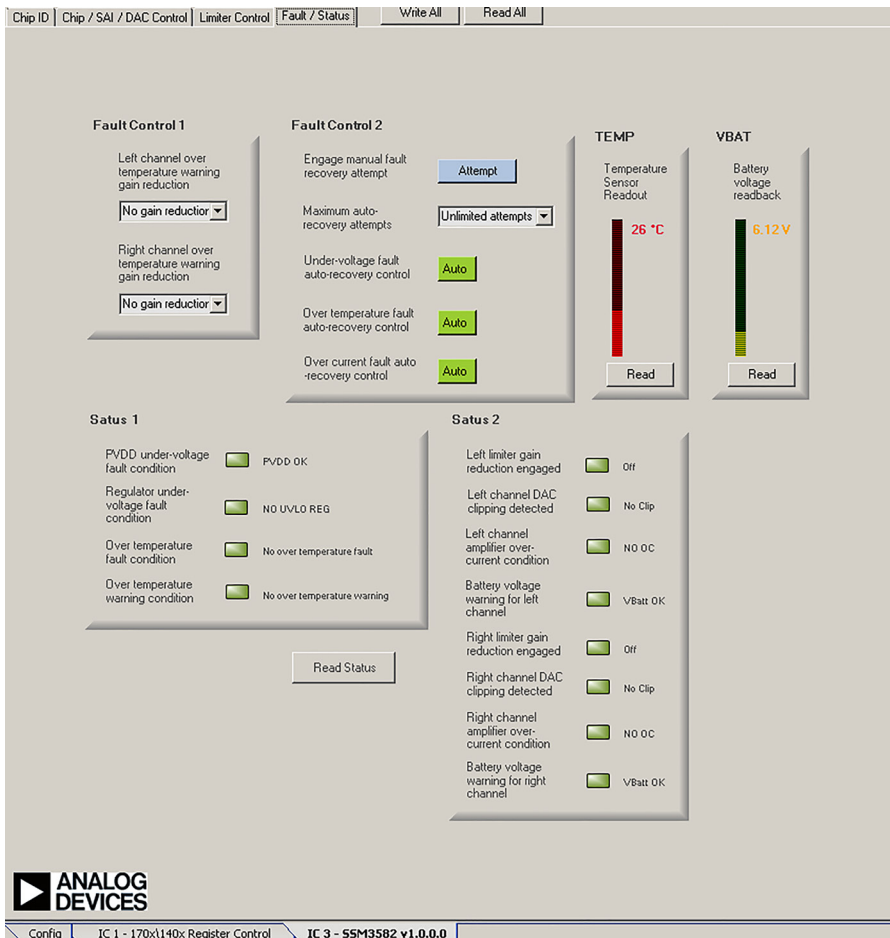 Chip ID Chip / SAI / DAC Control Limiter Control Fault / Status Write All Read All
Fault Control 1
Left channel over
temperature warning
gain reduction
No gain reduction
Right channel over
temperature warning
gain reduction
No gain reduction
Fault Control 2
Engage manual fault
recovery attempt
Attempt
Maximum auto-
recovery attempts
Unlimited attempts
Under-voltage fault
auto-recovery control
Auto
Over temperature fault
auto-recovery control
Auto
Over current fault auto
-recovery control
Auto
TEMP
Temperature
Sensor
Readout
26 °C
Read
VBAT
Battery
voltage
readback
6.12 V
Read
Satus 1
PVDD under-voltage
fault condition
PVDD OK
Regulator under-
voltage fault
condition
NO UVLO REG
Over temperature
fault condition
No over temperature fault
Over temperature
warning condition
No over temperature warning
Read Status
Satus 2
Left limiter gain
reduction engaged
Off
Left channel DAC
clipping detected
No Clip
Left channel
amplifier over-
current condition
NO OC
Battery voltage
warning for left
channel
VBatt OK
Right limiter gain
reduction engaged
Off
Right channel DAC
clipping detected
No Clip
Right channel
amplifier over-
current condition
NO OC
Battery voltage
warning for right
channel
VBatt OK
ANALOG
DEVICES
Config IC 1 - 170x\140x Register Control IC 3 - SSM3582 v1.0.0.0